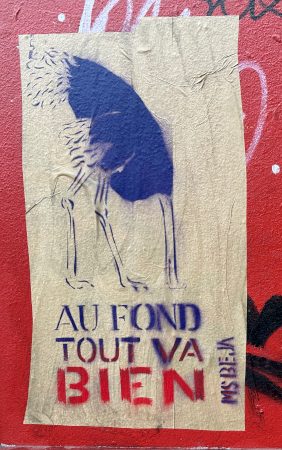 AU FOND
TOUT VA
BIEN
MS BEJA